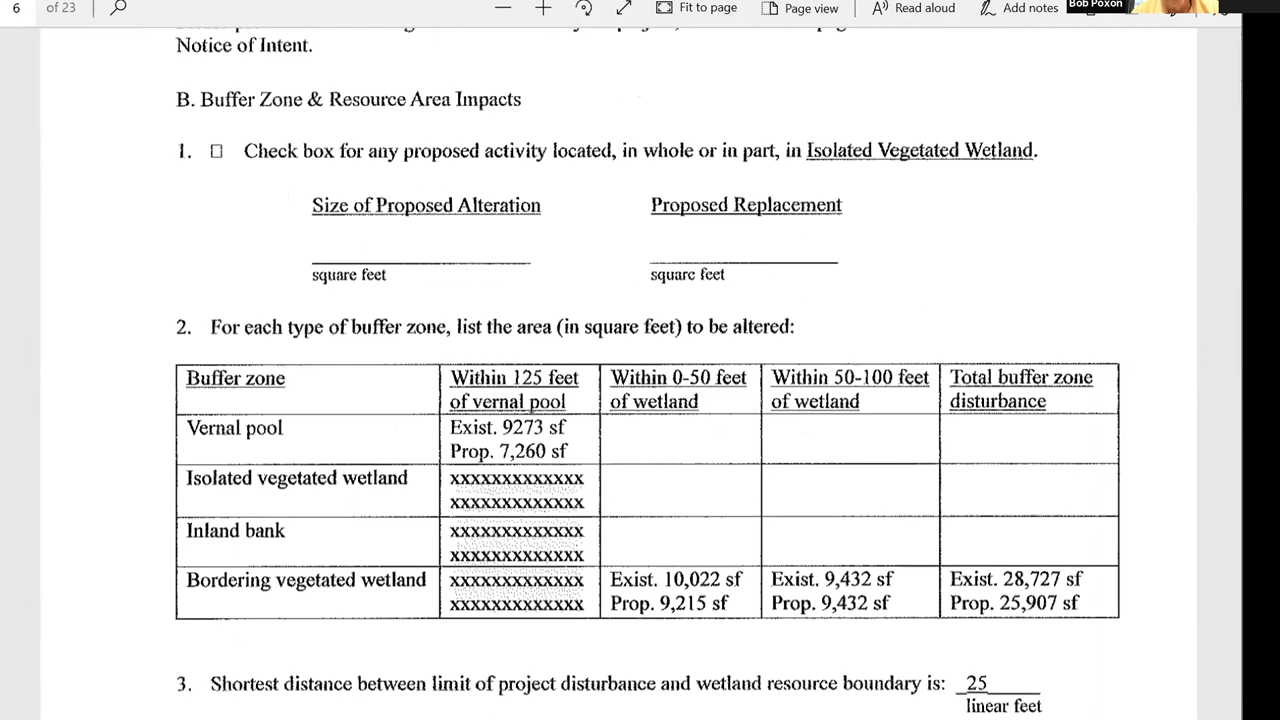 6 of 23 Fit to page Page view Read aloud Add notes Bob Poxon
Notice of Intent.
B. Buffer Zone & Resource Area Impacts
1. ☐ Check box for any proposed activity located, in whole or in part, in Isolated Vegetated Wetland.
Size of Proposed Alteration Proposed Replacement
square feet square feet
2. For each type of buffer zone, list the area (in square feet) to be altered:
Buffer zone Within 125 feet Within 0-50 feet Within 50-100 feet Total buffer zone
of vernal pool of wetland of wetland disturbance
Vernal pool Exist. 9273 sf
Prop. 7,260 sf
Isolated vegetated wetland xxxxxxxxxxxxx
xxxxxxxxxxxxx
Inland bank xxxxxxxxxxxxx
xxxxxxxxxxxxx
Bordering vegetated wetland xxxxxxxxxxxxx Exist. 10,022 sf Exist. 9,432 sf Exist. 28,727 sf
xxxxxxxxxxxxx Prop. 9,215 sf Prop. 9,432 sf Prop. 25,907 sf
3. Shortest distance between limit of project disturbance and wetland resource boundary is: 25
linear feet